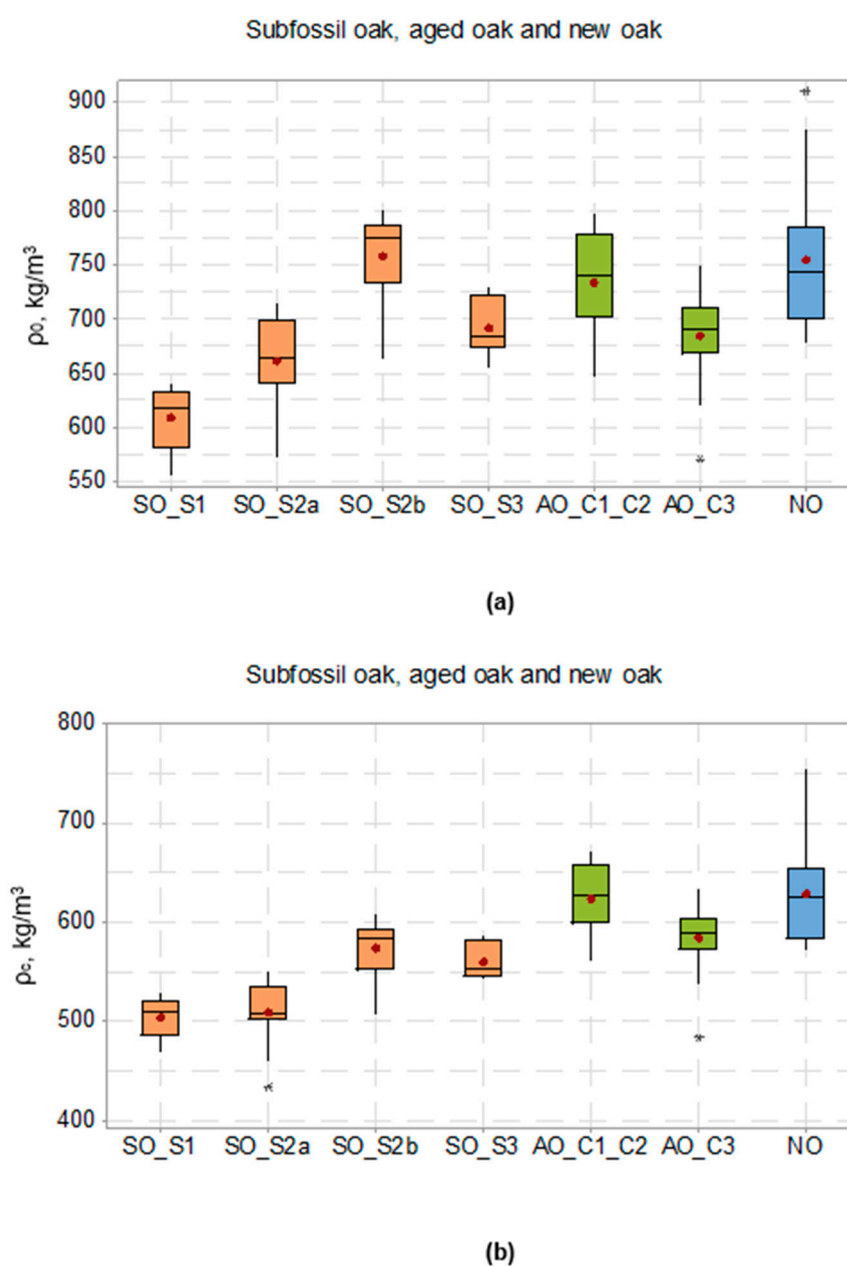 Subfossil oak, aged oak and new oak
ρ₀, kg/m³
900
850
800
750
700
650
600
550
SO_S1 SO_S2a SO_S2b SO_S3 AO_C1_C2 AO_C3 NO
(a)
Subfossil oak, aged oak and new oak
ρc, kg/m³
800
700
600
500
400
SO_S1 SO_S2a SO_S2b SO_S3 AO_C1_C2 AO_C3 NO
(b)